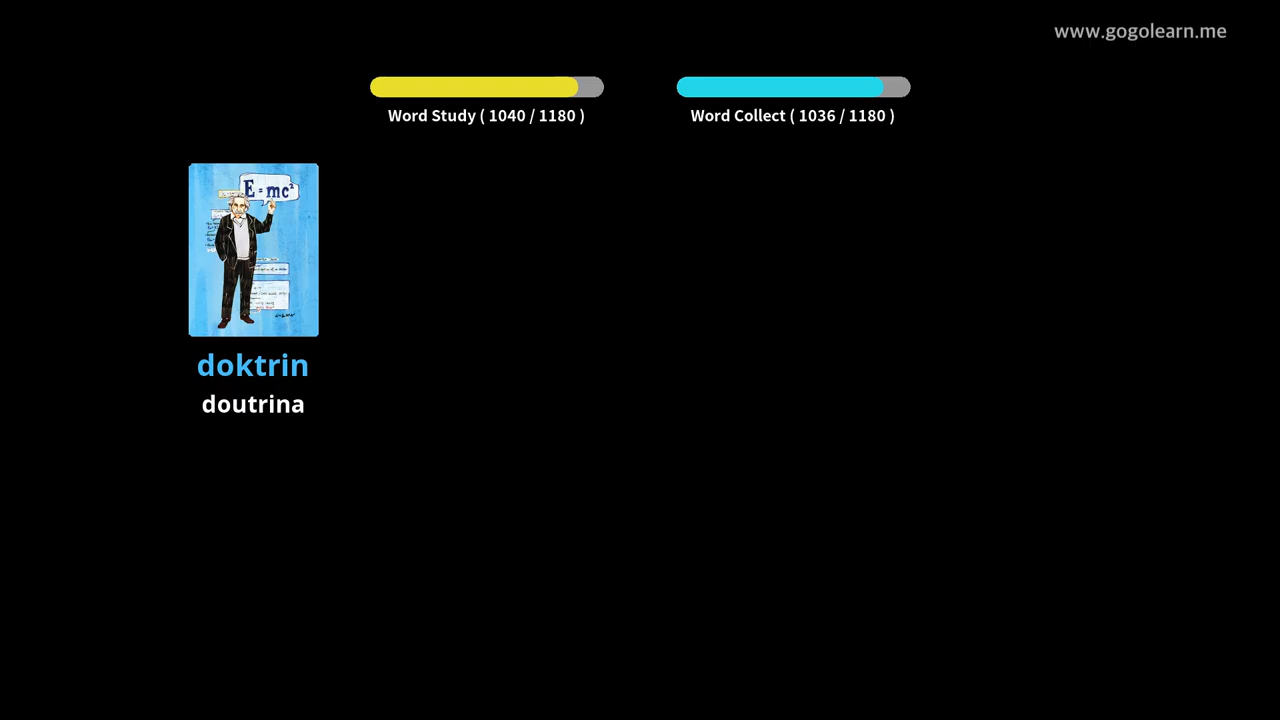 www.gogolearn.me
Word Study ( 1040 / 1180 )
Word Collect ( 1036 / 1180 )
E = mc²
doktrin
doutrina